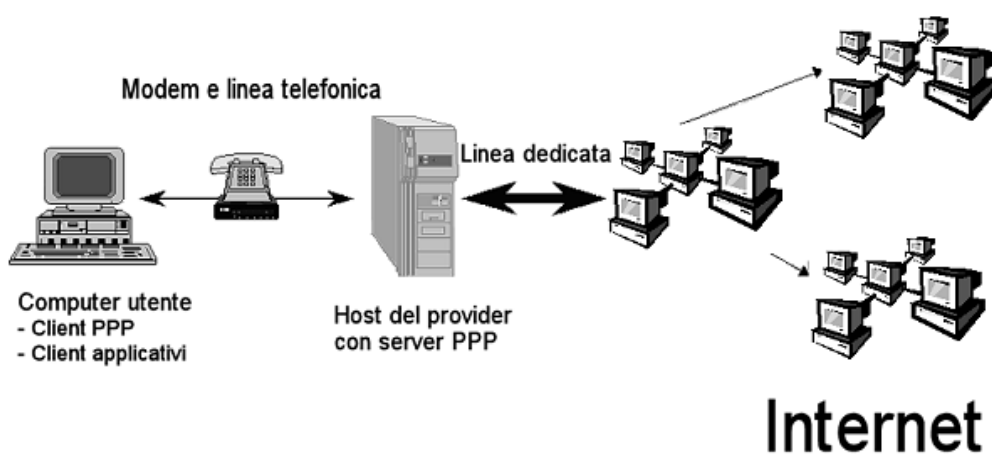 Modem e linea telefonica
Linea dedicata
Computer utente
- Client PPP
- Client applicativi
Host del provider
con server PPP
Internet